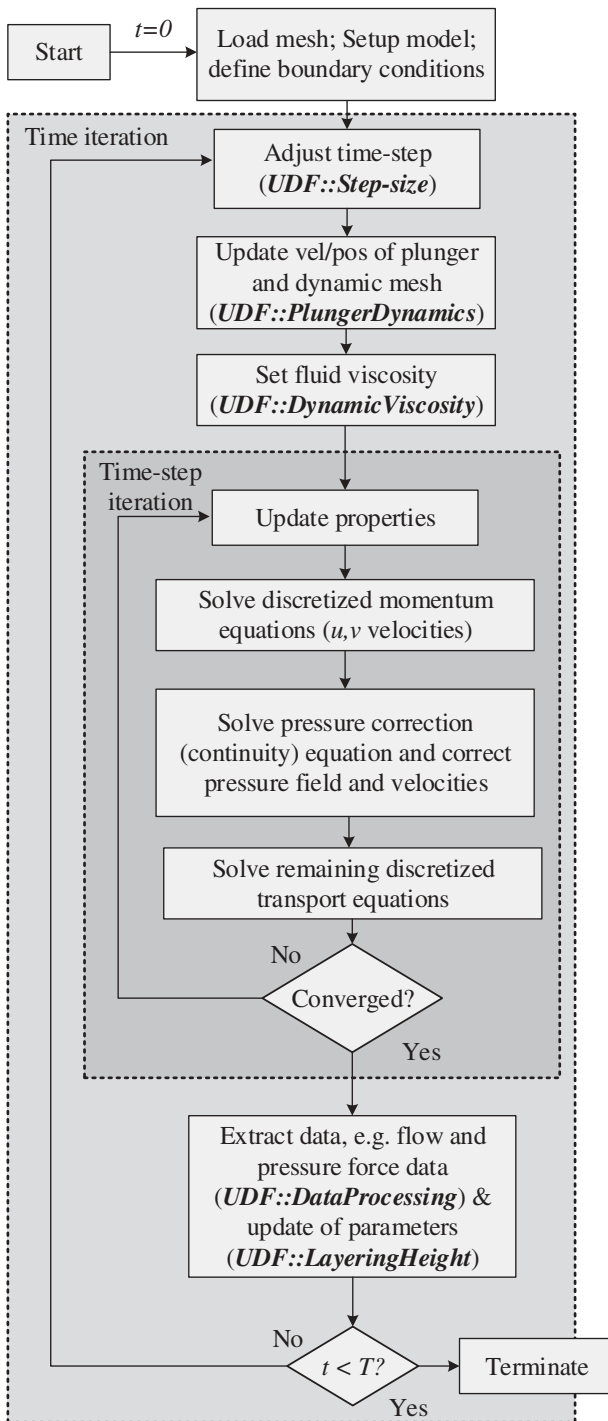 Start
t=0
Load mesh; Setup model;
define boundary conditions
Time iteration
Adjust time-step
(UDF::Step-size)
Update vel/pos of plunger
and dynamic mesh
(UDF::PlungerDynamics)
Set fluid viscosity
(UDF::DynamicViscosity)
Time-step
iteration
Update properties
Solve discretized momentum
equations (u,v velocities)
Solve pressure correction
(continuity) equation and correct
pressure field and velocities
Solve remaining discretized
transport equations
No
Converged?
Yes
Extract data, e.g. flow and
pressure force data
(UDF::DataProcessing) &
update of parameters
(UDF::LayeringHeight)
No
t < T?
Yes
Terminate